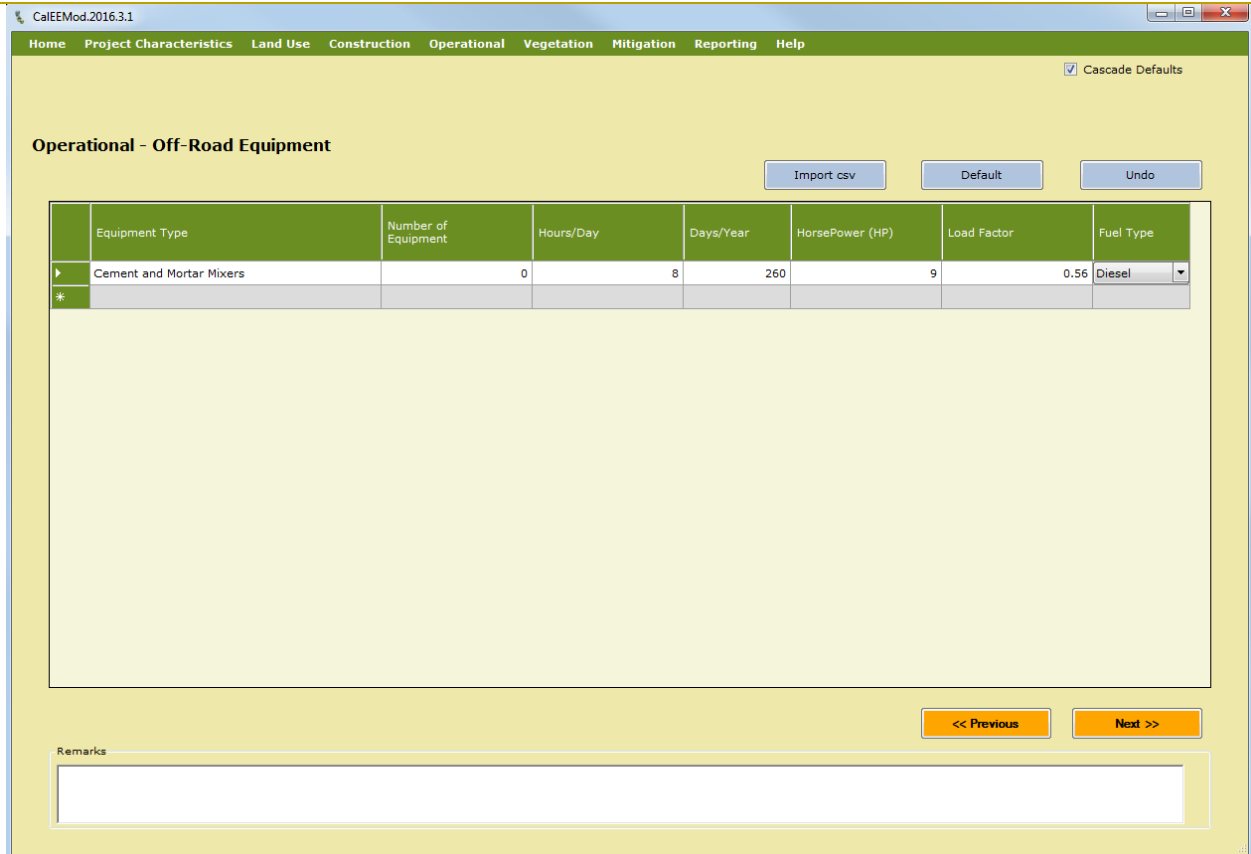 CalEEMod.2016.3.1
Home Project Characteristics Land Use Construction Operational Vegetation Mitigation Reporting Help
Cascade Defaults
Operational - Off-Road Equipment
Import csv Default Undo
Equipment Type Number of Equipment Hours/Day Days/Year HorsePower (HP) Load Factor Fuel Type
Cement and Mortar Mixers 0 8 260 9 0.56 Diesel
<< Previous Next >>
Remarks